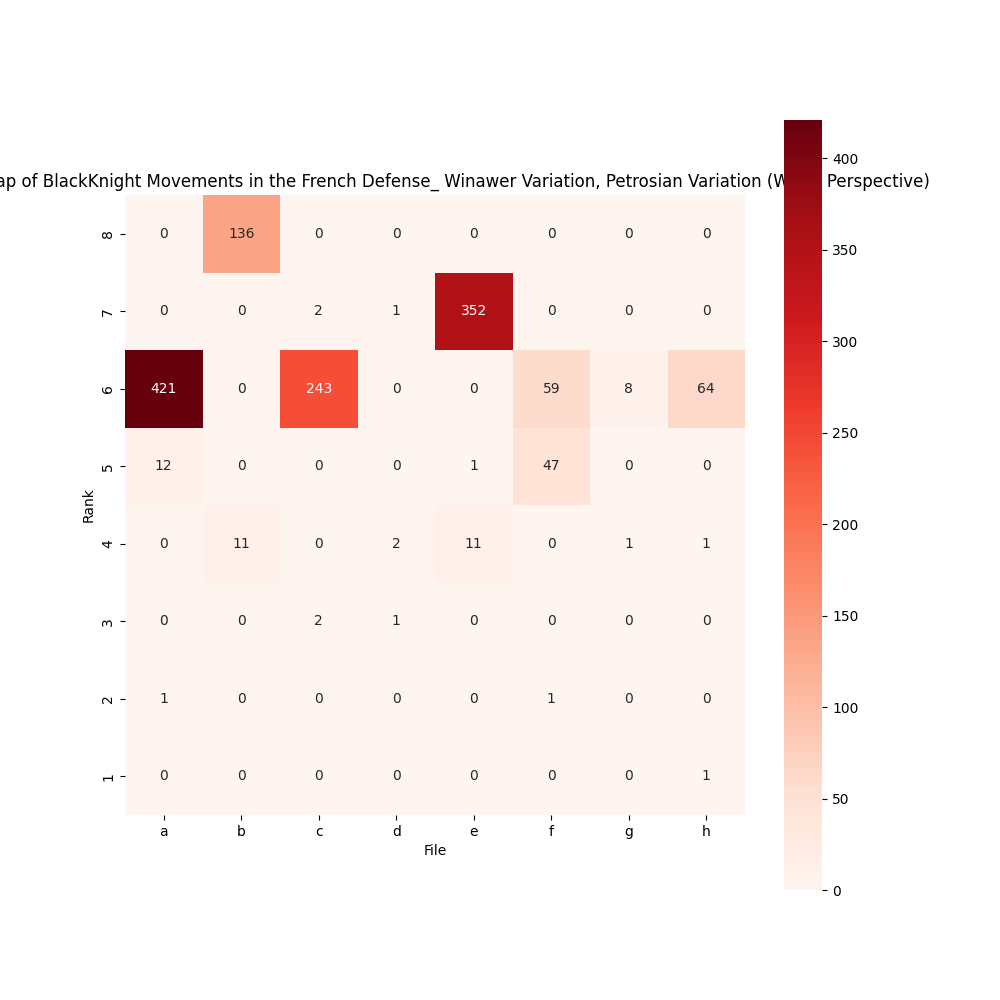 ap of BlackKnight Movements in the French Defense_ Winawer Variation, Petrosian Variation (W Perspective)
400
350
300
250
200
150
100
50
0
8 0 136 0 0 0 0 0 0
7 0 0 2 1 352 0 0 0
6 421 0 243 0 0 59 8 64
5 12 0 0 0 1 47 0 0
Rank
4 0 11 0 2 11 0 1 1
3 0 0 2 1 0 0 0 0
2 1 0 0 0 0 1 0 0
1 0 0 0 0 0 0 0 1
a b c d e f g h
File